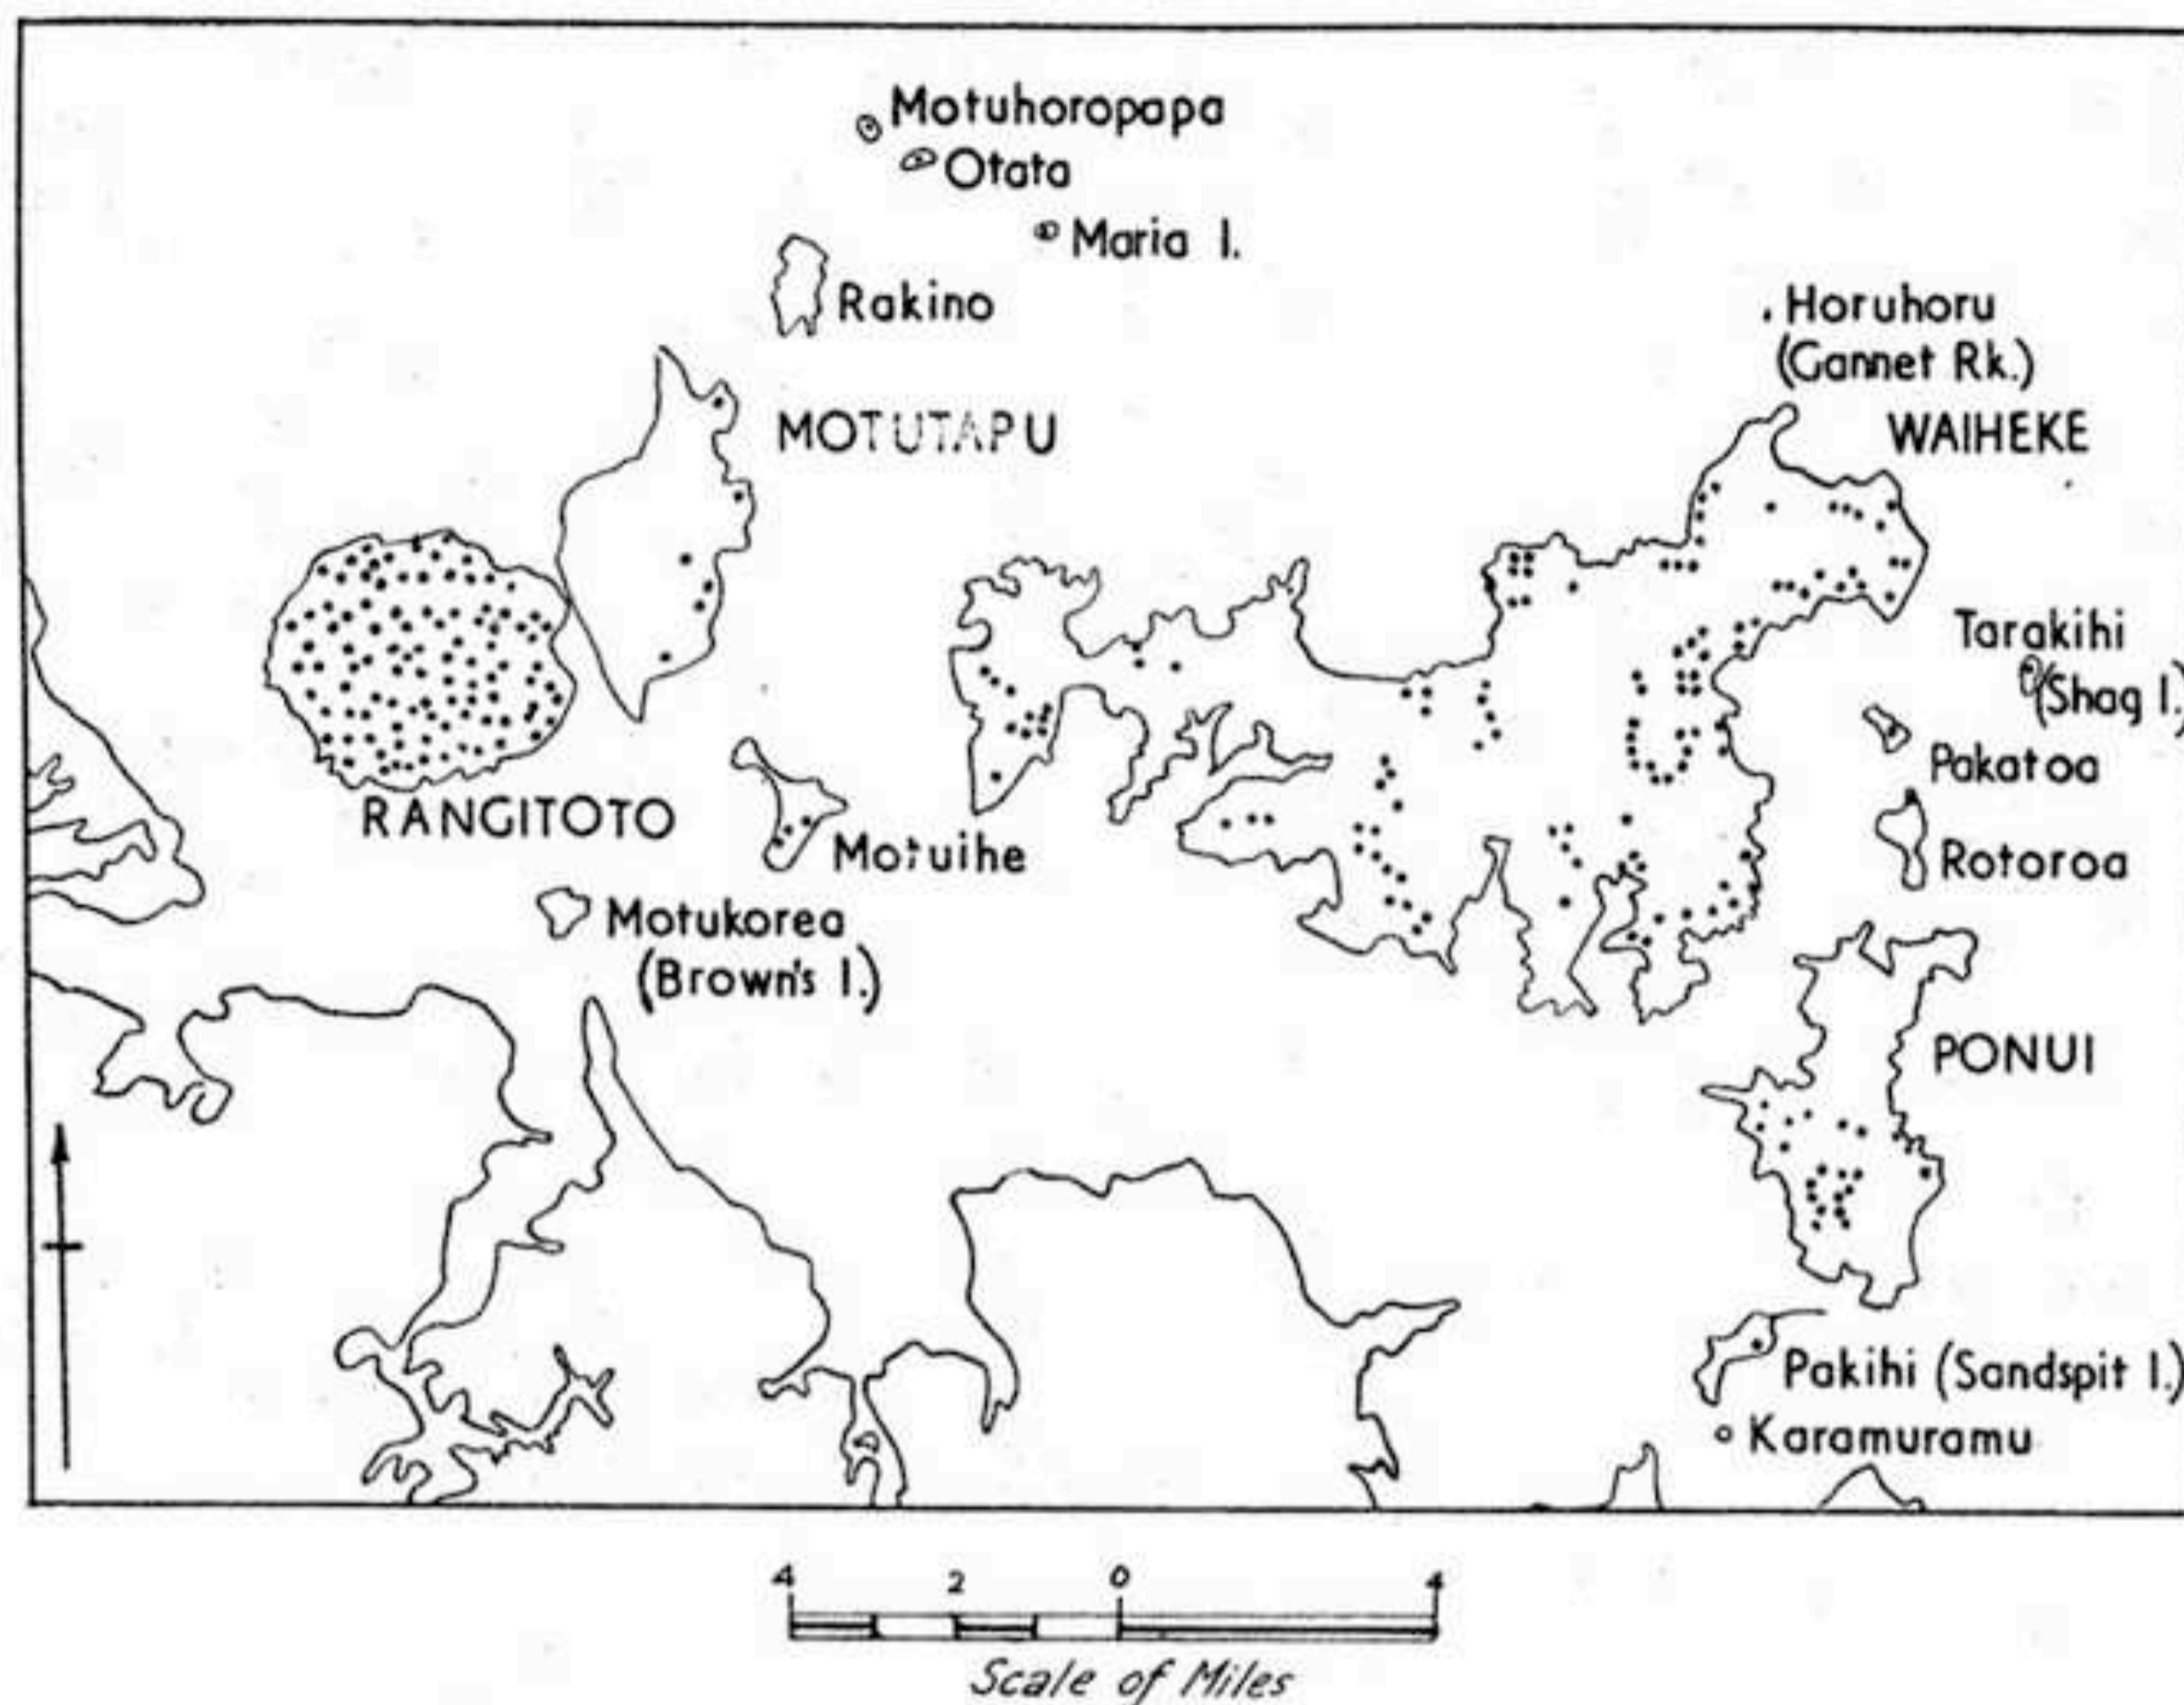 Motuhoropapa
Otata
Maria I.
Rakino
Horuhoru
(Gannet Rk.)
MOTUTAPU
WAIHEKE
Tarakihi
(Shag I.)
Pakatoa
RANGITOTO
Motuihe
Rotoroa
Motukorea
(Brown's I.)
PONUI
Pakihi (Sandspit I.)
Karamuramu
4 2 0 4
Scale of Miles